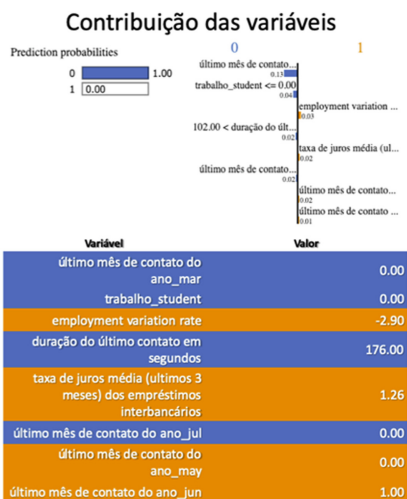 Contribuição das variáveis
Prediction probabilities
0 1.00
1 0.00
0 1
último mês de contato...
0.13
trabalho_student <= 0.00
0.04
employment variation ...
0.03
102.00 < duração do últ...
0.02
taxa de juros média (ul...
0.02
último mês de contato...
0.02
último mês de contato...
0.02
último mês de contato ...
0.01
Variável Valor
último mês de contato do
ano_mar 0.00
trabalho_student 0.00
employment variation rate -2.90
duração do último contato em
segundos 176.00
taxa de juros média (ultimos 3
meses) dos empréstimos
interbancários 1.26
último mês de contato do ano_jul 0.00
último mês de contato do
ano_may 0.00
último mês de contato do ano_jun 1.00